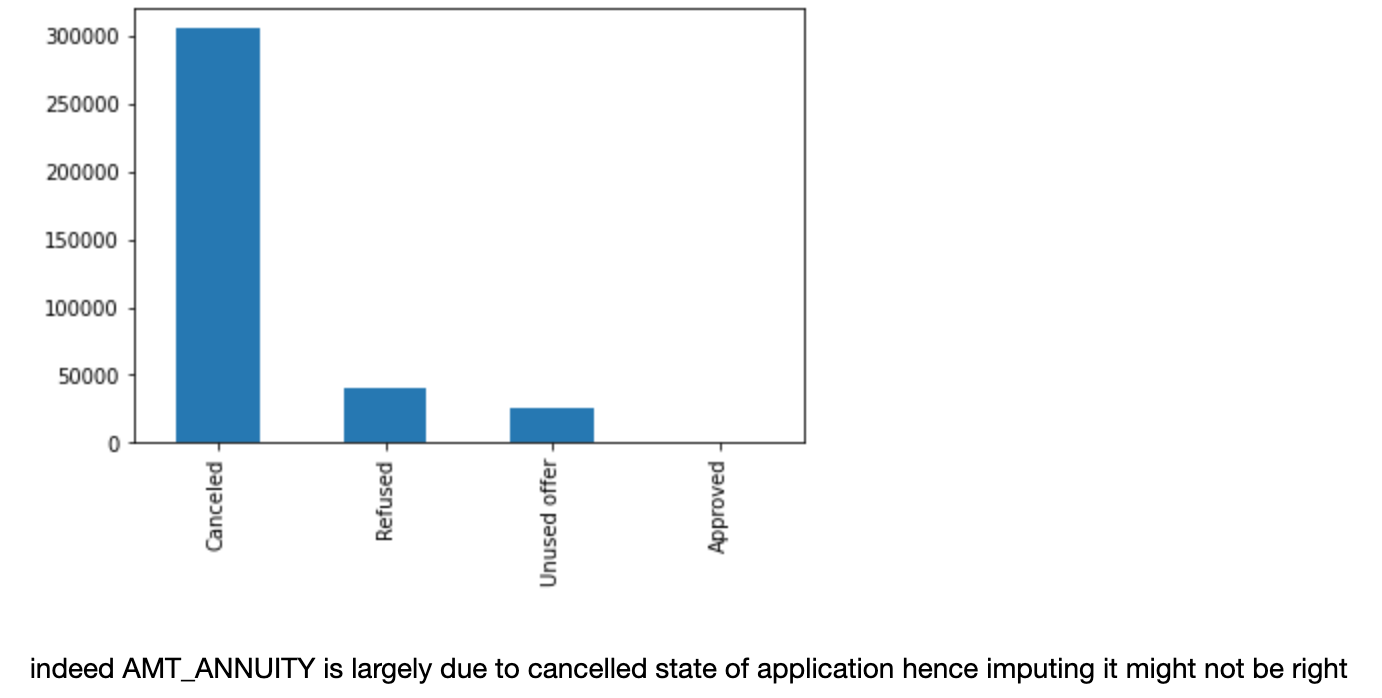 300000
250000
200000
150000
100000
50000
0
Canceled
Refused
Unused offer
Approved
indeed AMT_ANNUITY is largely due to cancelled state of application hence imputing it might not be right